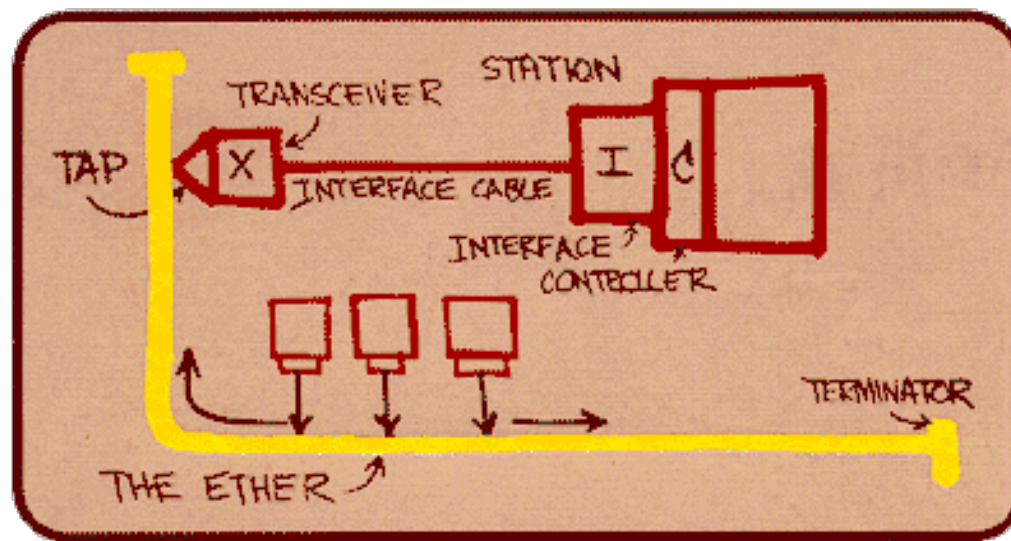 STATION
TRANSCEIVER
TAP
X
I
C
INTERFACE CABLE
INTERFACE
CONTROLLER
TERMINATOR
THE ETHER